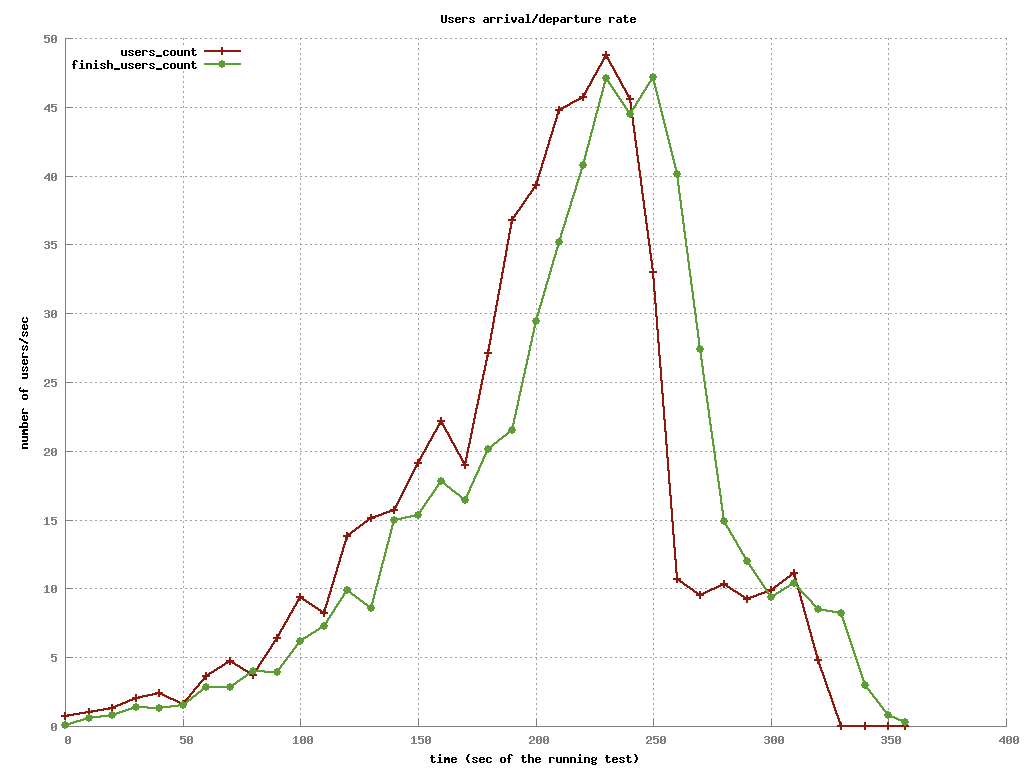 Users arrival/departure rate
users_count
finish_users_count
50
45
40
35
30
25
20
15
10
5
0
number of users/sec
0 50 100 150 200 250 300 350 400
time (sec of the running test)